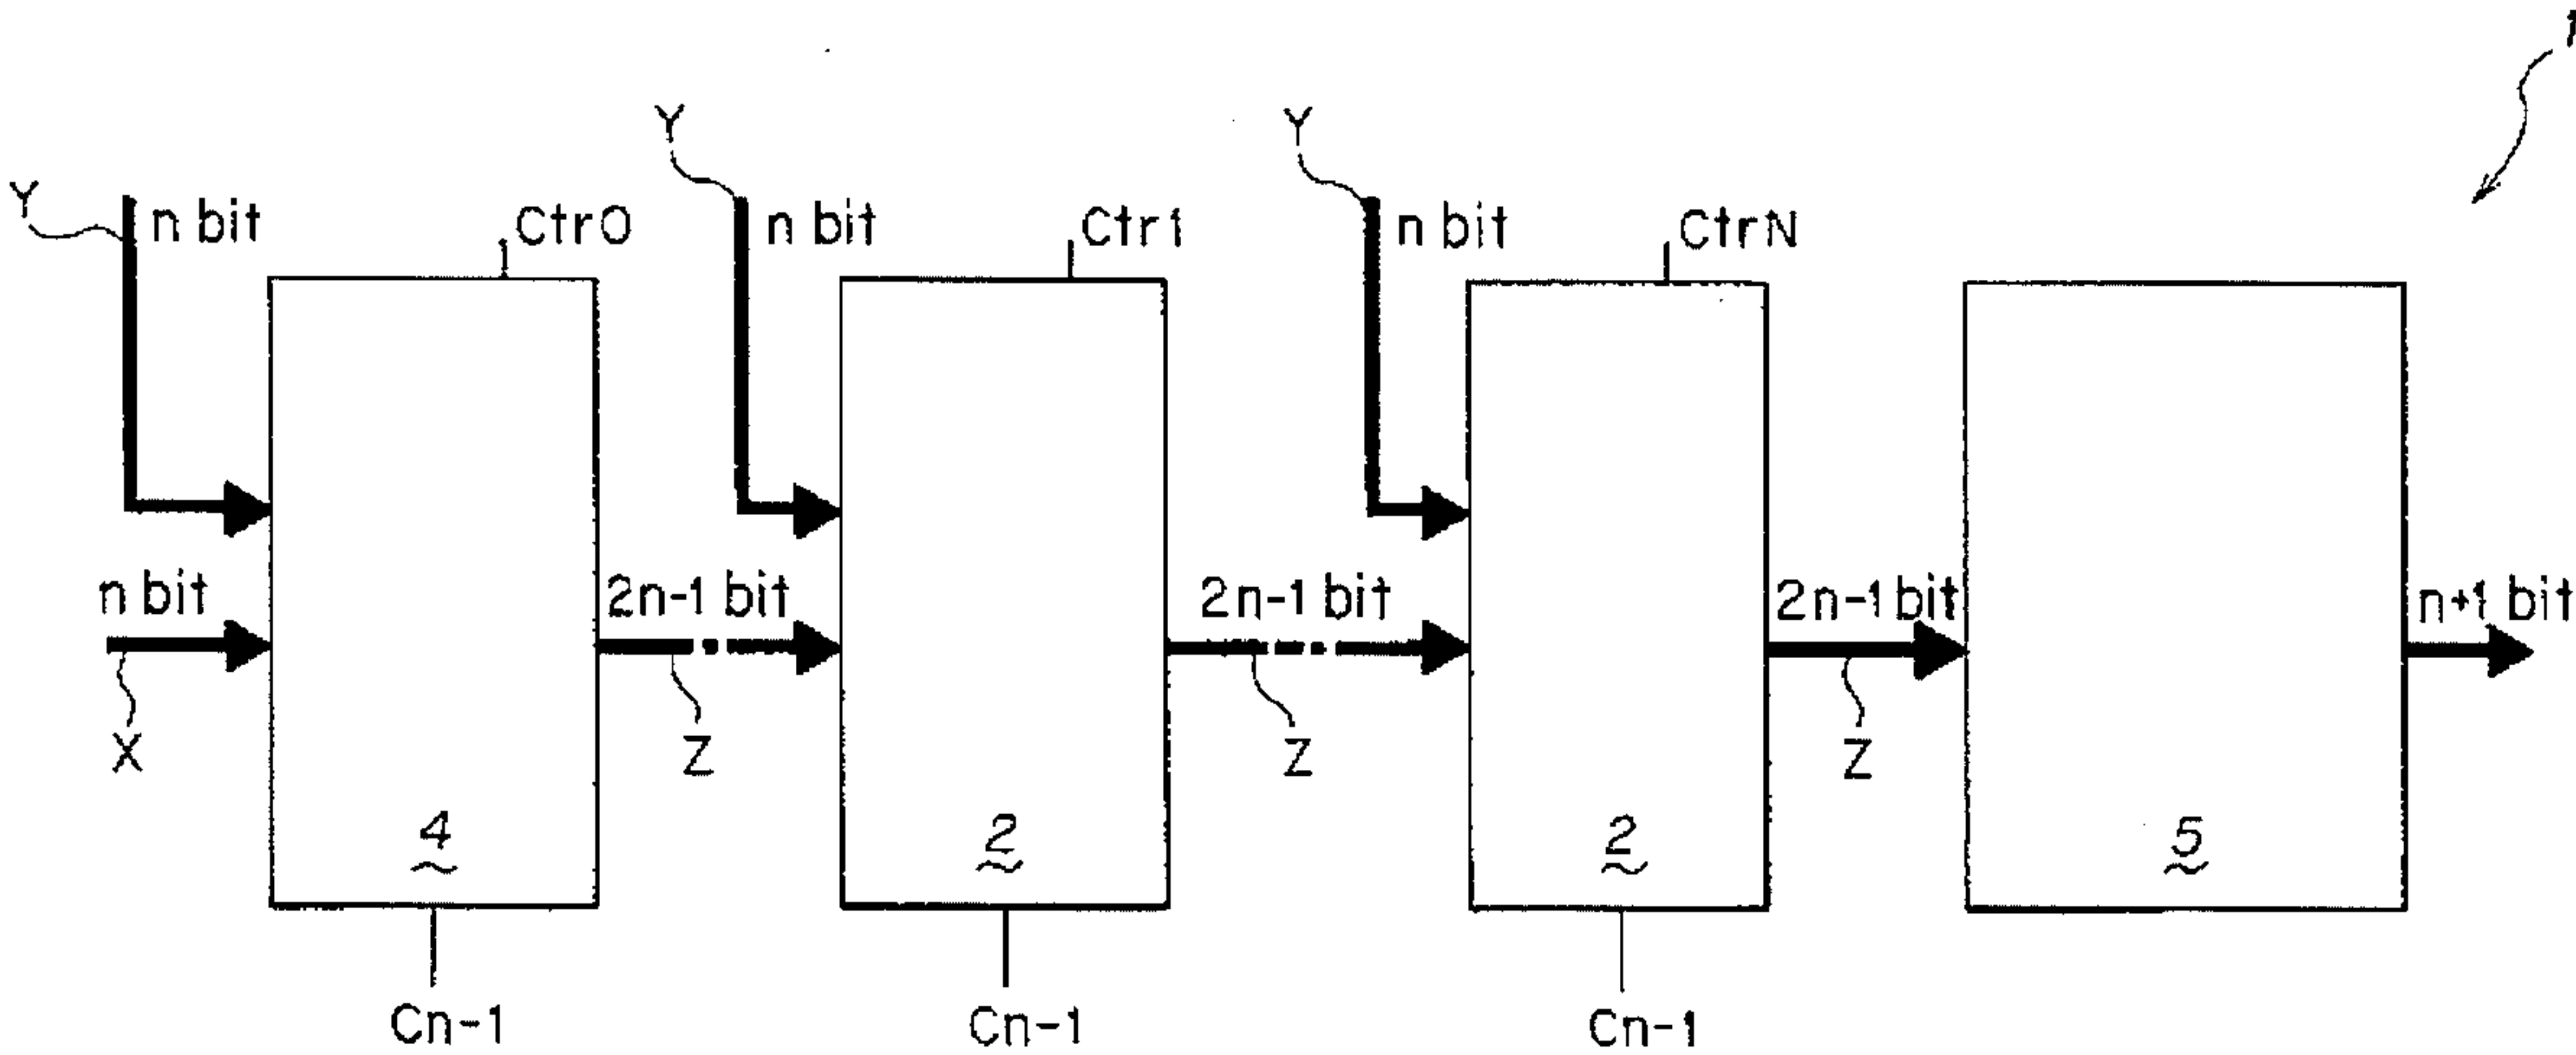 1
Y
Y
Y
n bit
Ctr0
n bit
Ctr1
n bit
CtrN
n bit
2n-1 bit
2n-1 bit
2n-1 bit
n+1 bit
X
Z
Z
Z
4
2
2
5
Cn-1
Cn-1
Cn-1